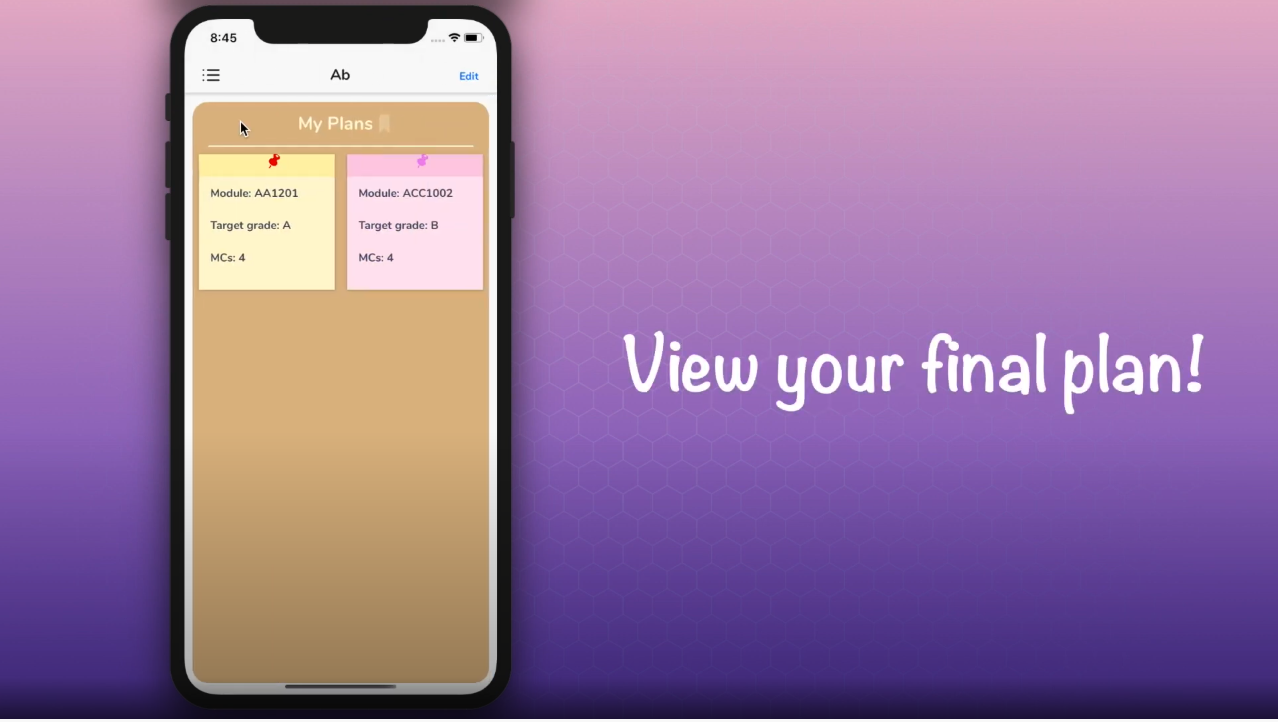 8:45
Ab
Edit
My Plans
Module: AA1201
Target grade: A
MCs: 4
Module: ACC1002
Target grade: B
MCs: 4
View your final plan!